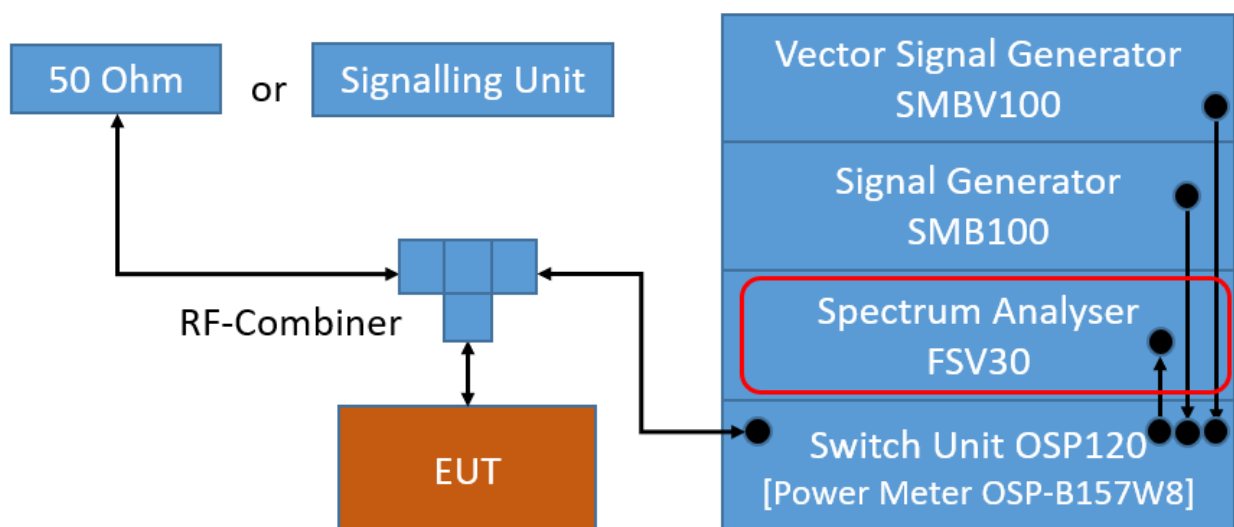 50 Ohm
or
Signalling Unit
RF-Combiner
EUT
Vector Signal Generator
SMBV100
Signal Generator
SMB100
Spectrum Analyser
FSV30
Switch Unit OSP120
[Power Meter OSP-B157W8]